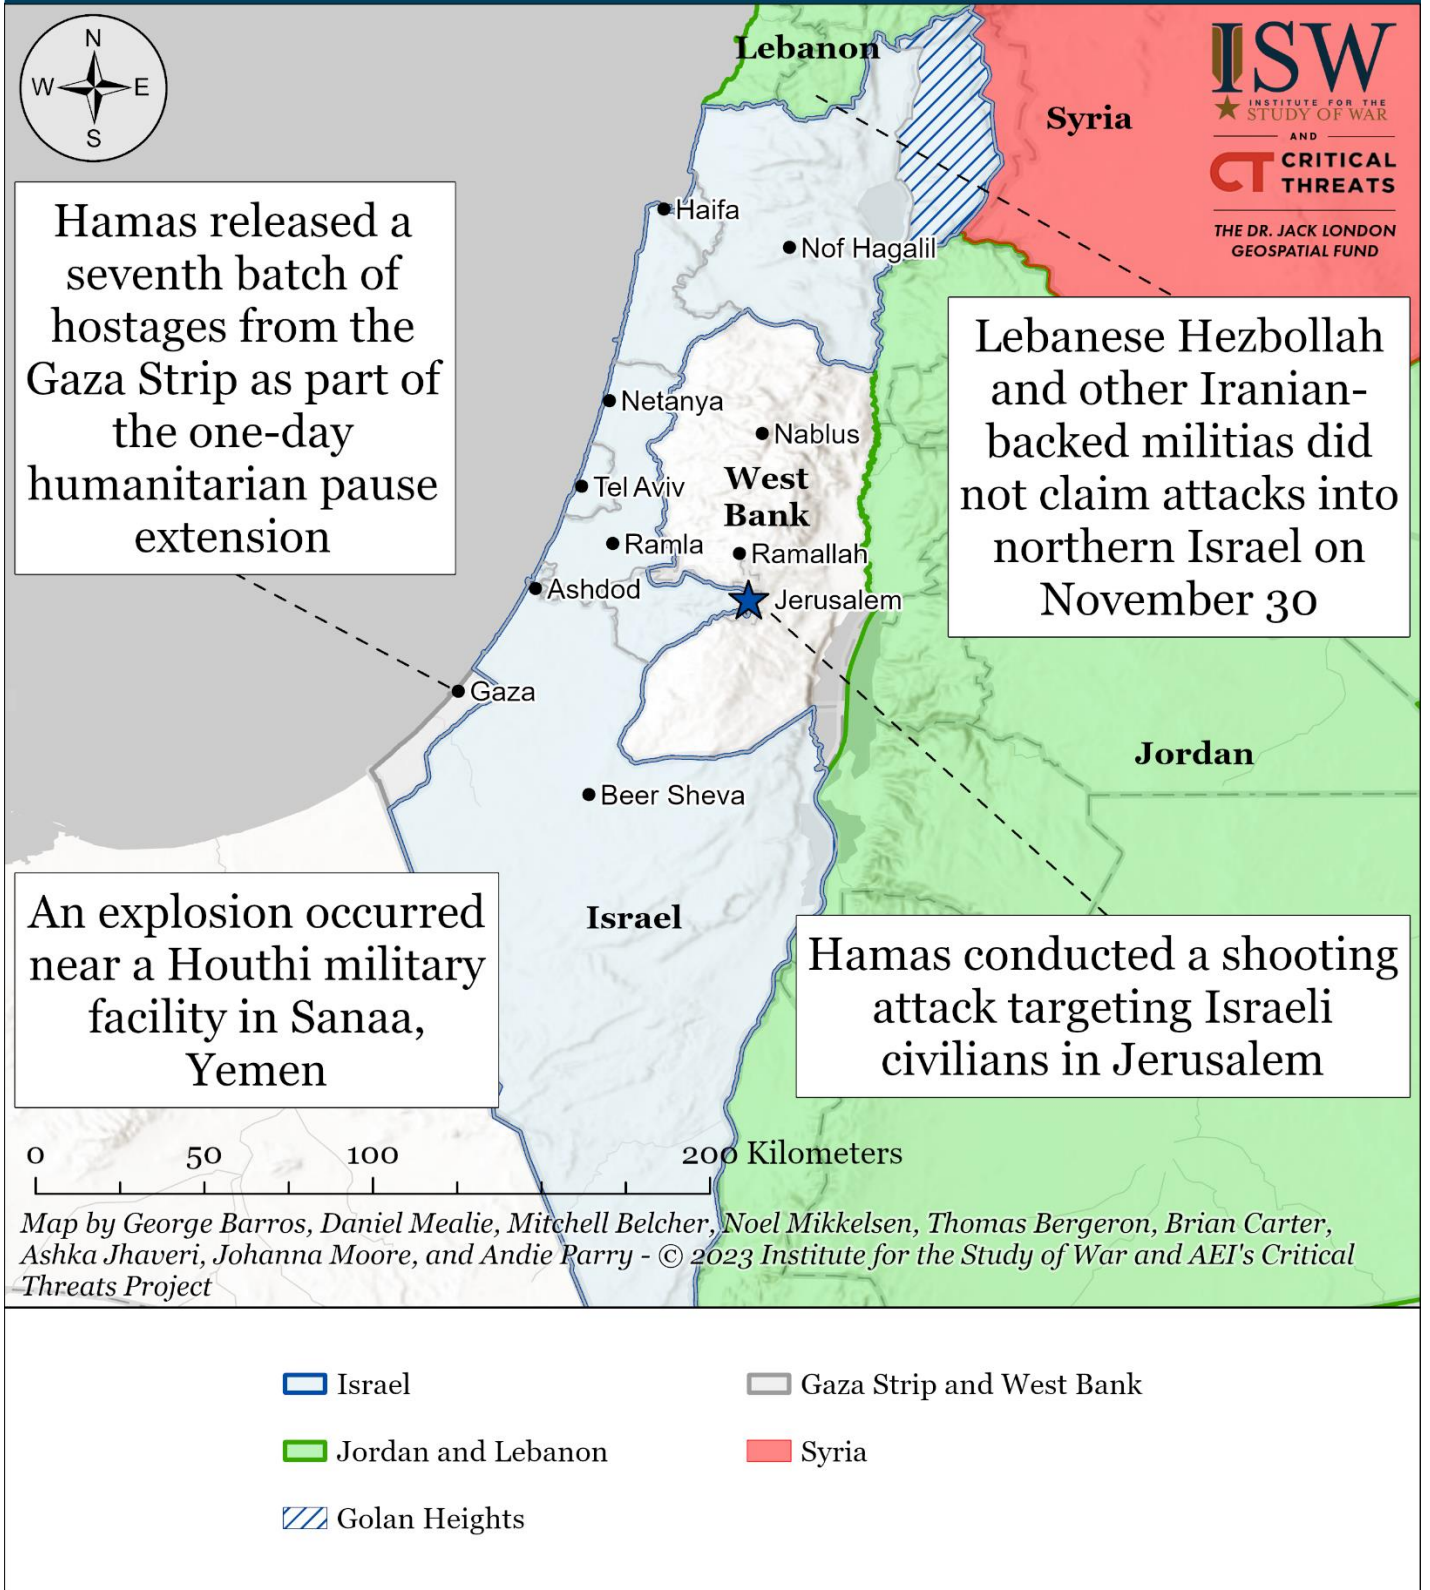 N
W
E
S
Lebanon
Syria
ISW
INSTITUTE FOR THE
STUDY OF WAR
AND
CT CRITICAL
THREATS
THE DR. JACK LONDON
GEOSPATIAL FUND
Hamas released a
seventh batch of
hostages from the
Gaza Strip as part of
the one-day
humanitarian pause
extension
Haifa
Nof Hagalil
Lebanese Hezbollah
and other Iranian-
backed militias did
not claim attacks into
northern Israel on
November 30
Netanya
Nablus
Tel Aviv
West
Bank
Ramla
Ramallah
Ashdod
Jerusalem
Gaza
Jordan
Beer Sheva
Israel
An explosion occurred
near a Houthi military
facility in Sanaa,
Yemen
Hamas conducted a shooting
attack targeting Israeli
civilians in Jerusalem
0 50 100 200 Kilometers
Map by George Barros, Daniel Mealie, Mitchell Belcher, Noel Mikkelsen, Thomas Bergeron, Brian Carter,
Ashka Jhaveri, Johanna Moore, and Andie Parry - © 2023 Institute for the Study of War and AEI's Critical
Threats Project
Israel
Gaza Strip and West Bank
Jordan and Lebanon
Syria
Golan Heights